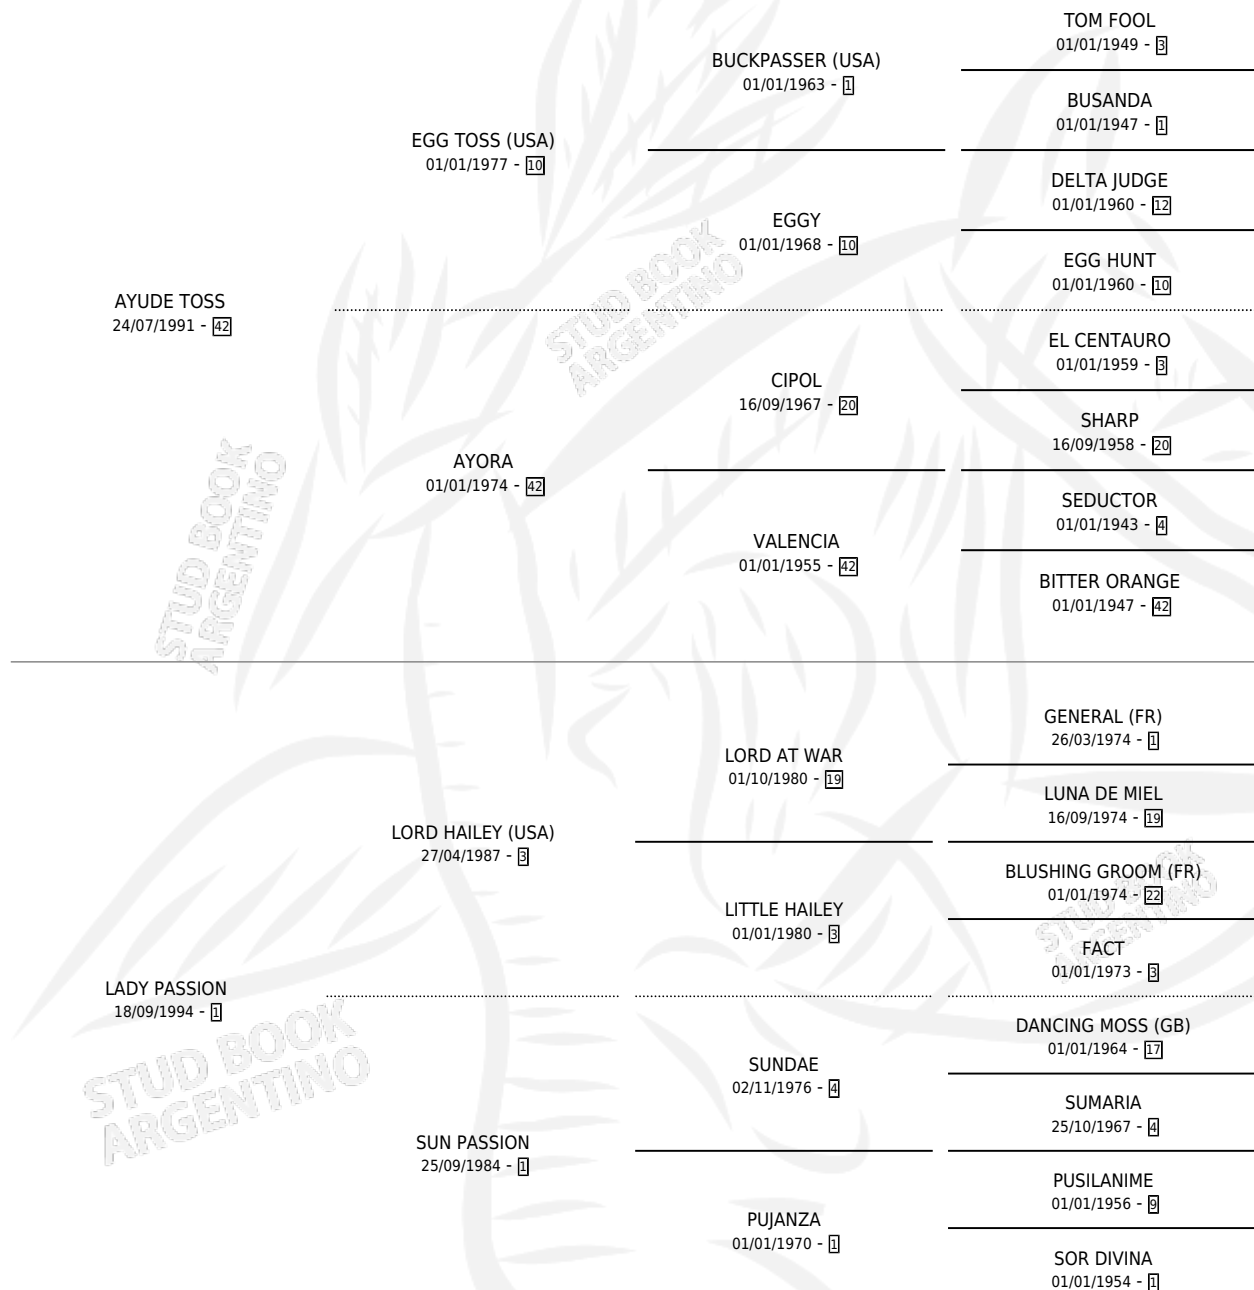 TOM FOOL
01/01/1949 - 3
BUCKPASSER (USA)
01/01/1963 - 1
BUSANDA
01/01/1947 - 1
EGG TOSS (USA)
01/01/1977 - 10
DELTA JUDGE
01/01/1960 - 12
EGGY
01/01/1968 - 10
EGG HUNT
01/01/1960 - 10
AYUDE TOSS
24/07/1991 - 42
STUD BOOK
ARGENTINO
EL CENTAURO
01/01/1959 - 3
CIPOL
16/09/1967 - 20
SHARP
16/09/1958 - 20
AYORA
01/01/1974 - 42
SEDUCTOR
01/01/1943 - 4
VALENCIA
01/01/1955 - 42
BITTER ORANGE
01/01/1947 - 42
STUD BOOK
ARGENTINO
GENERAL (FR)
26/03/1974 - 1
LORD AT WAR
01/10/1980 - 19
LUNA DE MIEL
16/09/1974 - 19
LORD HAILEY (USA)
27/04/1987 - 3
BLUSHING GROOM (FR)
01/01/1974 - 22
LITTLE HAILEY
01/01/1980 - 3
FACT
01/01/1973 - 3
STUD BOOK
ARGENTINO
LADY PASSION
18/09/1994 - 1
DANCING MOSS (GB)
01/01/1964 - 17
SUNDAE
02/11/1976 - 4
SUMARIA
25/10/1967 - 4
STUD BOOK
ARGENTINO
SUN PASSION
25/09/1984 - 1
PUSILANIME
01/01/1956 - 9
PUJANZA
01/01/1970 - 1
SOR DIVINA
01/01/1954 - 1